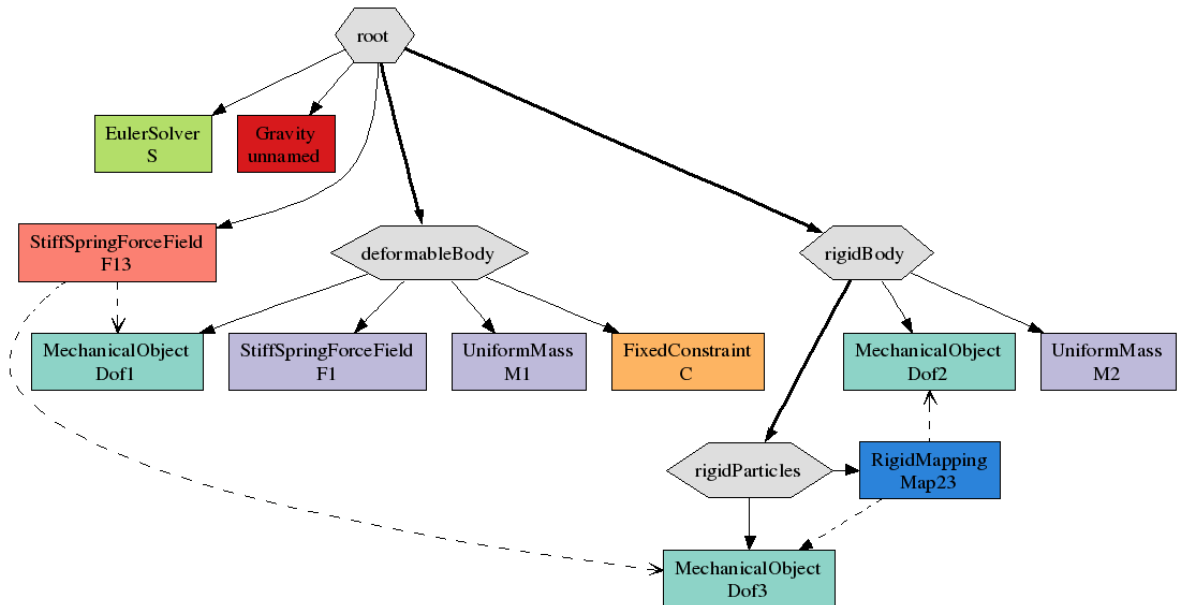 root
EulerSolver
S
Gravity
unnamed
StiffSpringForceField
F13
deformableBody
rigidBody
MechanicalObject
Dof1
StiffSpringForceField
F1
UniformMass
M1
FixedConstraint
C
MechanicalObject
Dof2
UniformMass
M2
rigidParticles
RigidMapping
Map23
MechanicalObject
Dof3